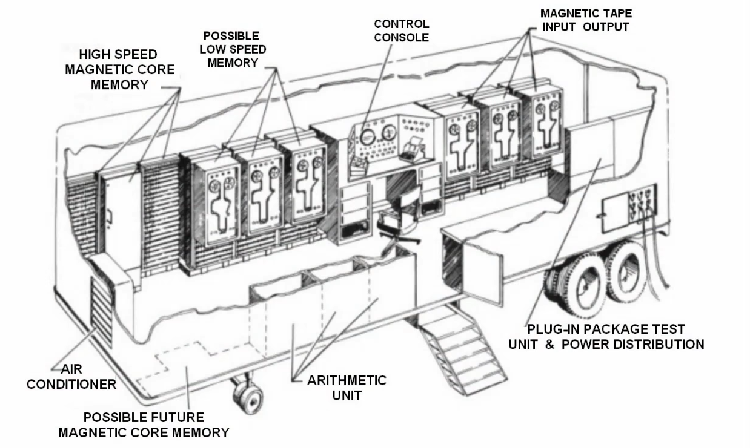 HIGH SPEED
MAGNETIC CORE
MEMORY
POSSIBLE
LOW SPEED
MEMORY
CONTROL
CONSOLE
MAGNETIC TAPE
INPUT OUTPUT
AIR
CONDITIONER
POSSIBLE FUTURE
MAGNETIC CORE MEMORY
ARITHMETIC
UNIT
PLUG-IN PACKAGE TEST
UNIT & POWER DISTRIBUTION